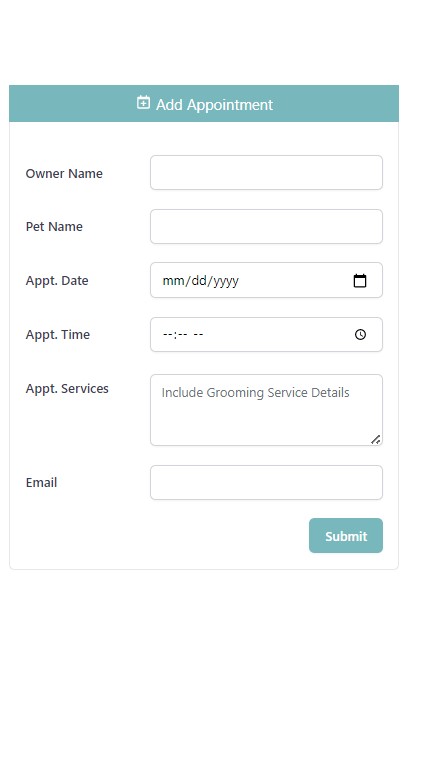 Add Appointment
Owner Name
Pet Name
Appt. Date mm/dd/yyyy
Appt. Time --:-- --
Appt. Services Include Grooming Service Details
Email
Submit